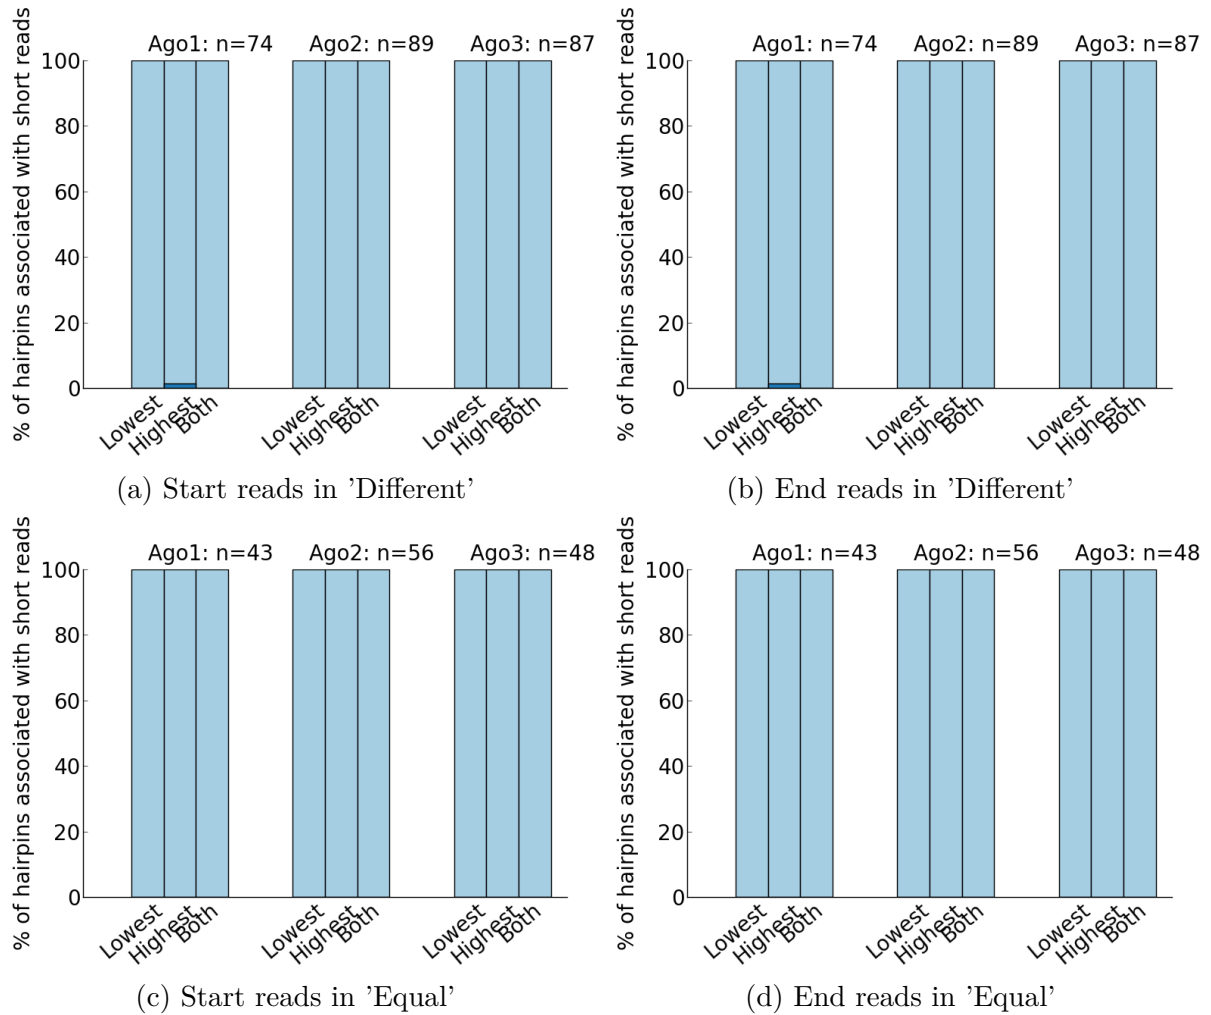 Ago1: n=74 Ago2: n=89 Ago3: n=87
% of hairpins associated with short reads
100
80
60
40
20
0
Lowest Highest Both Lowest Highest Both Lowest Highest Both
(a) Start reads in 'Different'
Ago1: n=74 Ago2: n=89 Ago3: n=87
% of hairpins associated with short reads
100
80
60
40
20
0
Lowest Highest Both Lowest Highest Both Lowest Highest Both
(b) End reads in 'Different'
Ago1: n=43 Ago2: n=56 Ago3: n=48
% of hairpins associated with short reads
100
80
60
40
20
0
Lowest Highest Both Lowest Highest Both Lowest Highest Both
(c) Start reads in 'Equal'
Ago1: n=43 Ago2: n=56 Ago3: n=48
% of hairpins associated with short reads
100
80
60
40
20
0
Lowest Highest Both Lowest Highest Both Lowest Highest Both
(d) End reads in 'Equal'